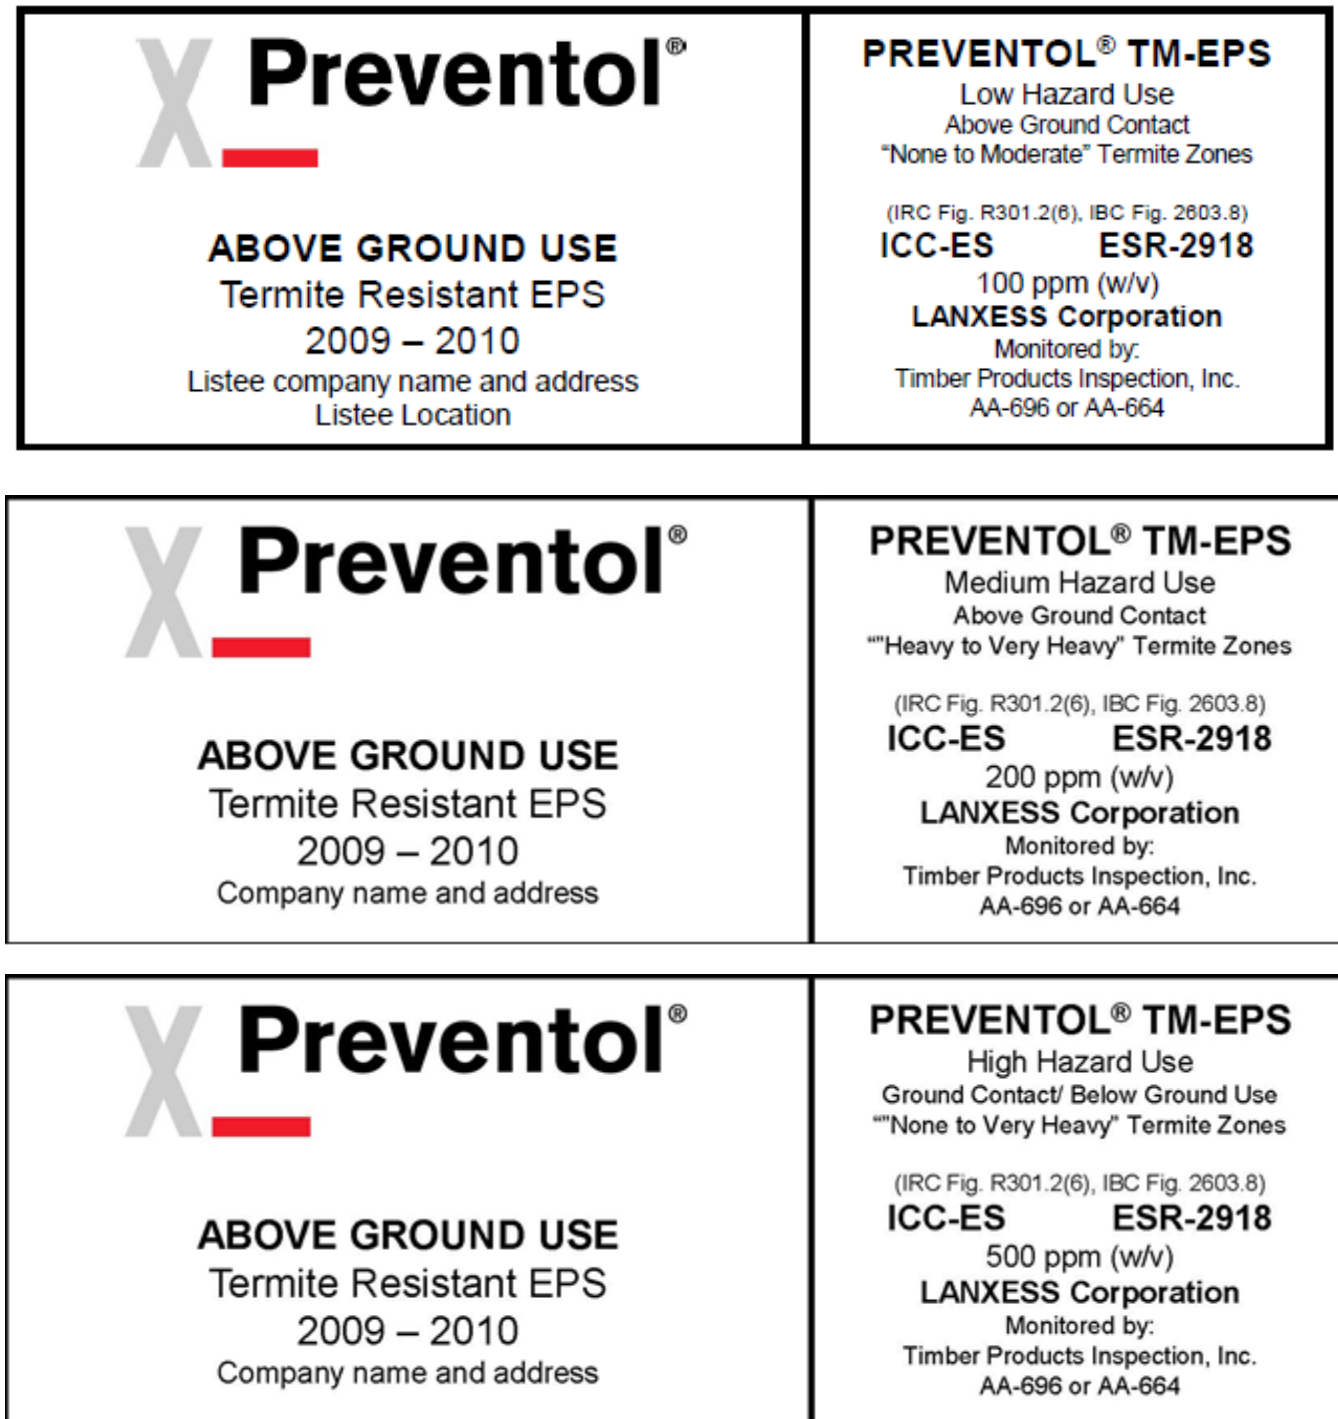 X_ Preventol®
ABOVE GROUND USE
Termite Resistant EPS
2009 – 2010
Listee company name and address
Listee Location
PREVENTOL® TM-EPS
Low Hazard Use
Above Ground Contact
“None to Moderate” Termite Zones
(IRC Fig. R301.2(6), IBC Fig. 2603.8)
ICC-ES ESR-2918
100 ppm (w/v)
LANXESS Corporation
Monitored by:
Timber Products Inspection, Inc.
AA-696 or AA-664
X_ Preventol®
ABOVE GROUND USE
Termite Resistant EPS
2009 – 2010
Company name and address
PREVENTOL® TM-EPS
Medium Hazard Use
Above Ground Contact
“”Heavy to Very Heavy” Termite Zones
(IRC Fig. R301.2(6), IBC Fig. 2603.8)
ICC-ES ESR-2918
200 ppm (w/v)
LANXESS Corporation
Monitored by:
Timber Products Inspection, Inc.
AA-696 or AA-664
X_ Preventol®
ABOVE GROUND USE
Termite Resistant EPS
2009 – 2010
Company name and address
PREVENTOL® TM-EPS
High Hazard Use
Ground Contact/ Below Ground Use
“”None to Very Heavy” Termite Zones
(IRC Fig. R301.2(6), IBC Fig. 2603.8)
ICC-ES ESR-2918
500 ppm (w/v)
LANXESS Corporation
Monitored by:
Timber Products Inspection, Inc.
AA-696 or AA-664